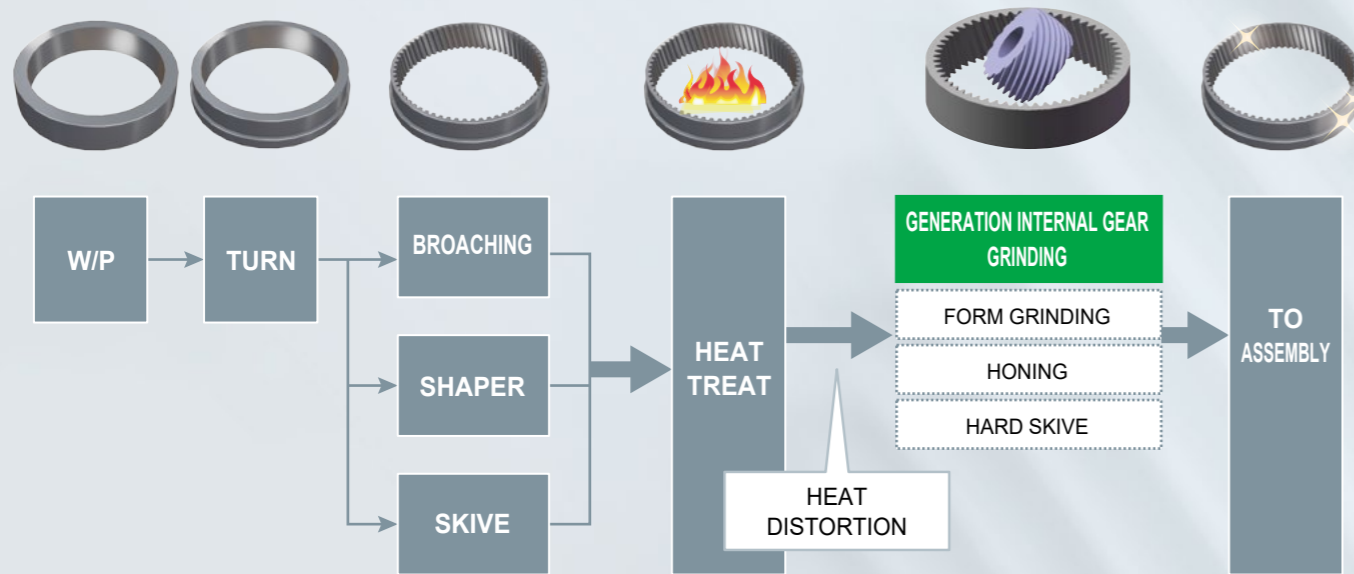 W/P
TURN
BROACHING
SHAPER
SKIVE
HEAT
TREAT
HEAT
DISTORTION
GENERATION INTERNAL GEAR
GRINDING
FORM GRINDING
HONING
HARD SKIVE
TO
ASSEMBLY